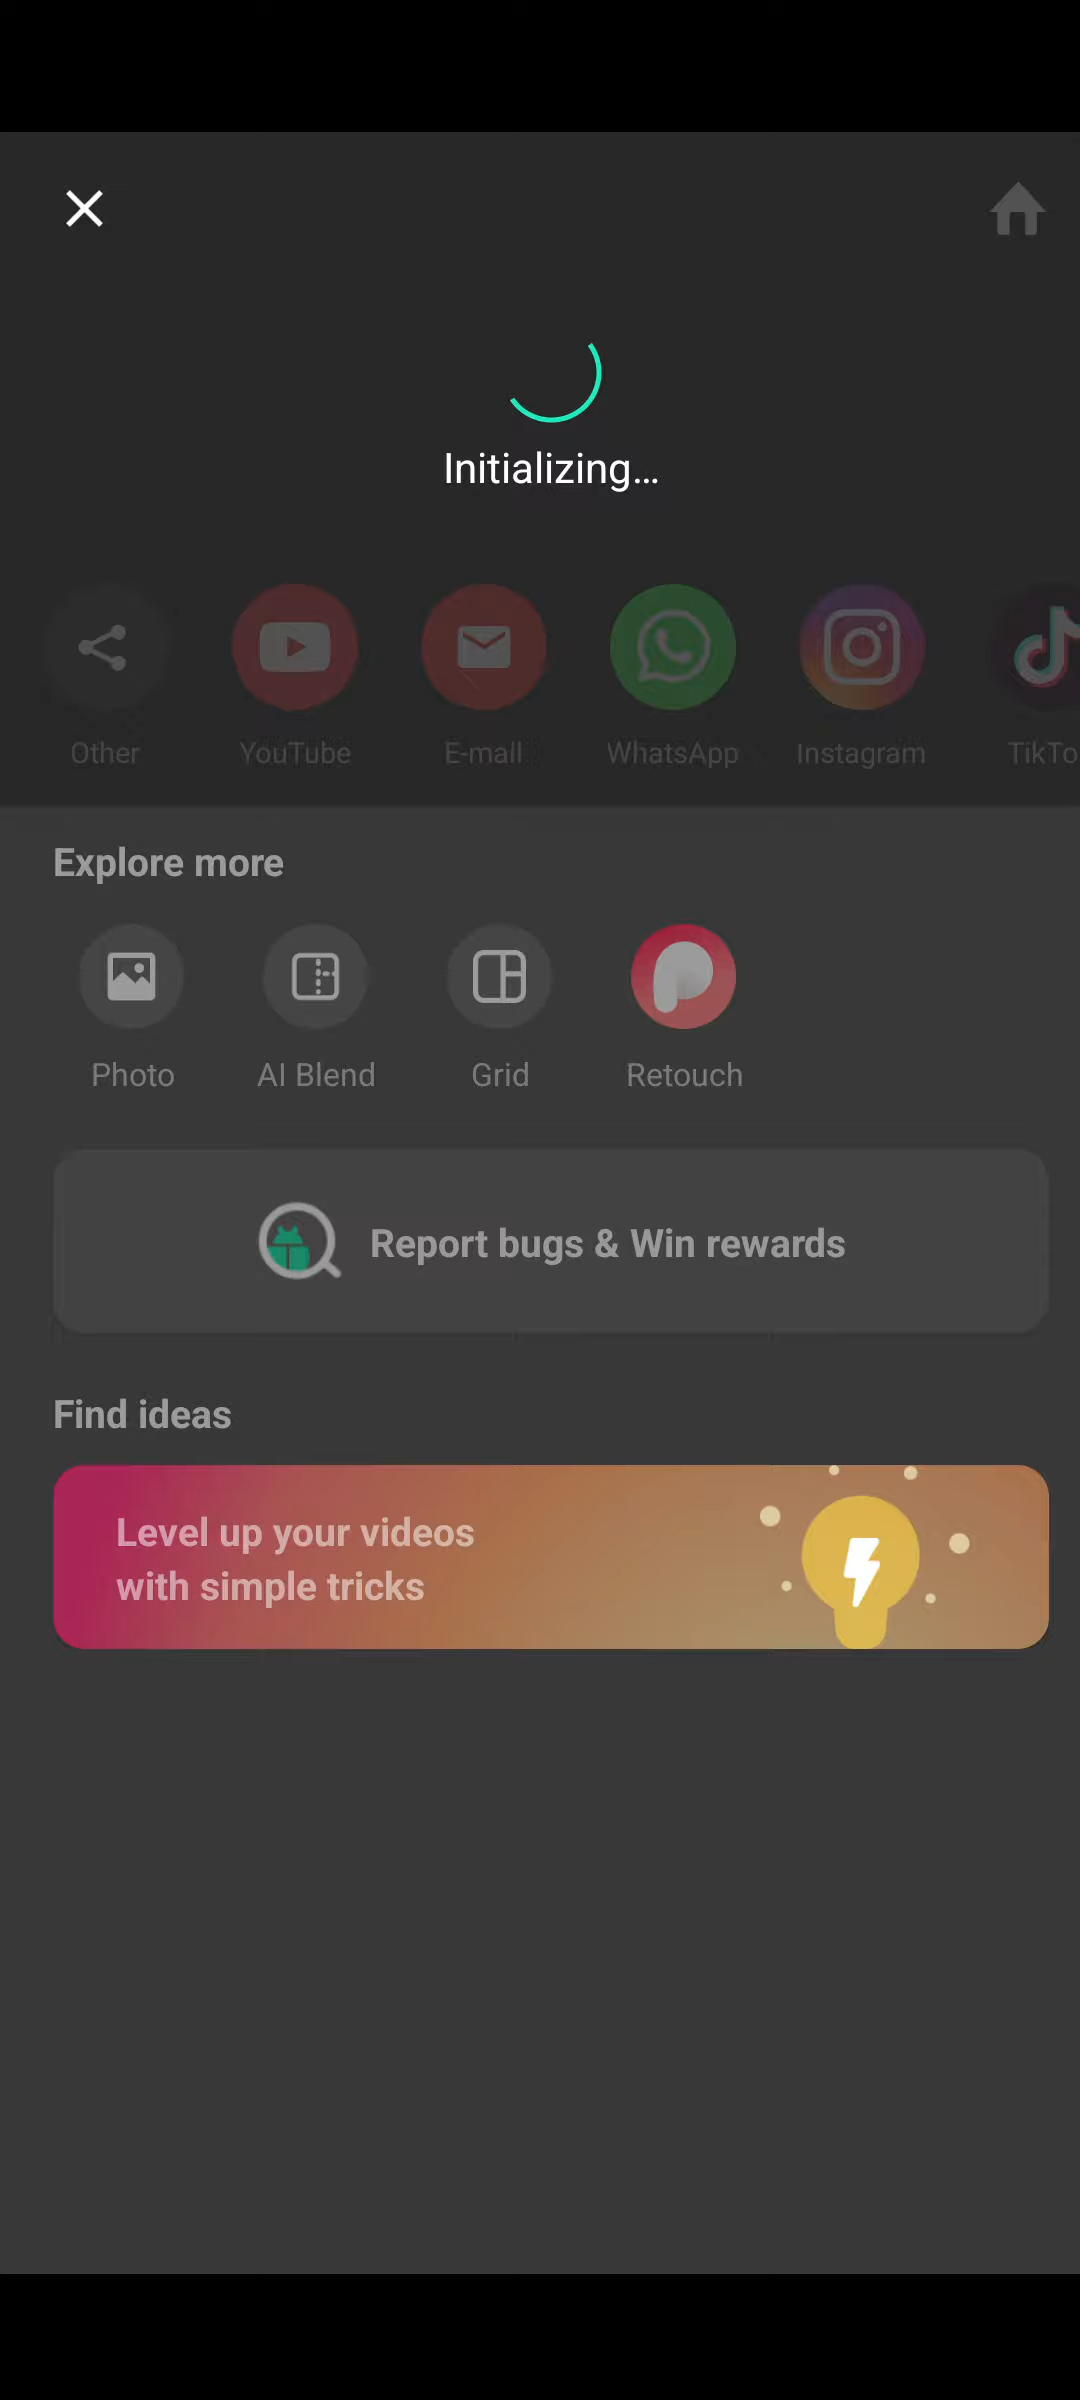 Initializing...
Other
YouTube
E-mall
WhatsApp
Instagram
TikTo
Explore more
Photo
AI Blend
Grid
Retouch
Report bugs & Win rewards
Find ideas
Level up your videos
with simple tricks